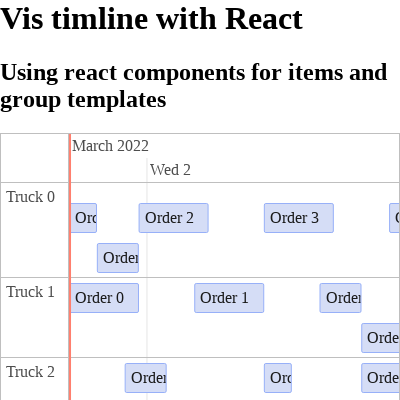 Vis timline with React
Using react components for items and
group templates
March 2022
Wed 2
Truck 0
Order 2
Order 3
Truck 1
Order 0
Order 1
Truck 2